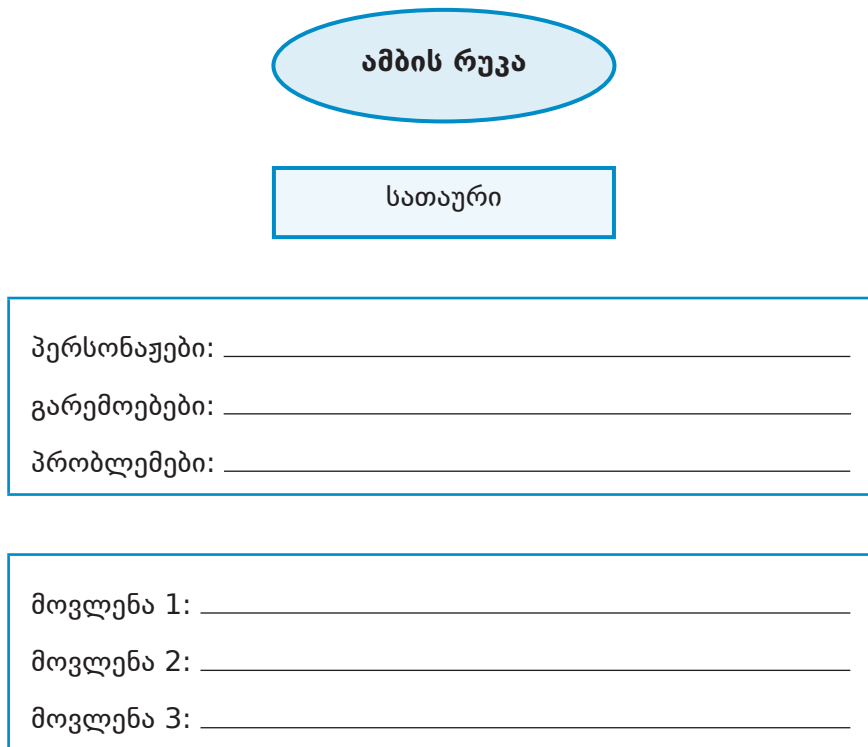 ამბის რუკა
სათაური
პერსონაჟები:
გარემოებები:
პრობლემები:
მოვლენა 1:
მოვლენა 2:
მოვლენა 3: